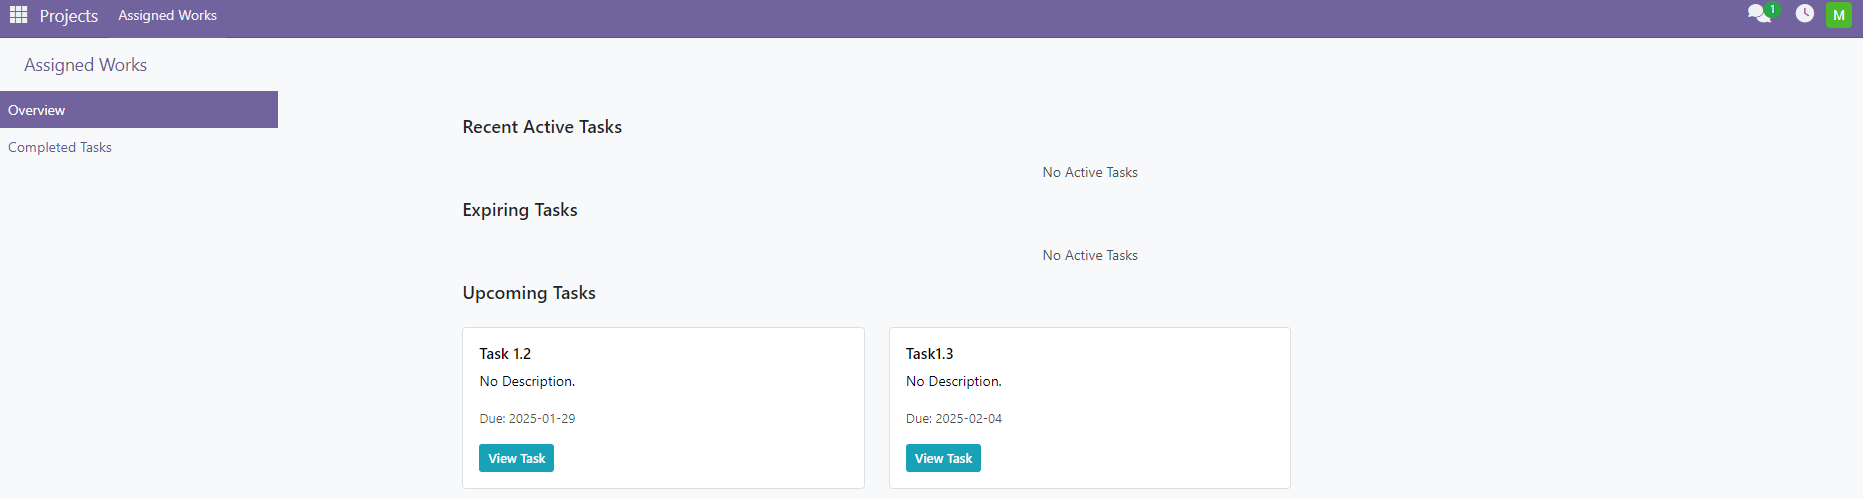 Projects Assigned Works 1 M
Assigned Works
Overview
Completed Tasks
Recent Active Tasks
No Active Tasks
Expiring Tasks
No Active Tasks
Upcoming Tasks
Task 1.2
No Description.
Due: 2025-01-29
View Task
Task1.3
No Description.
Due: 2025-02-04
View Task